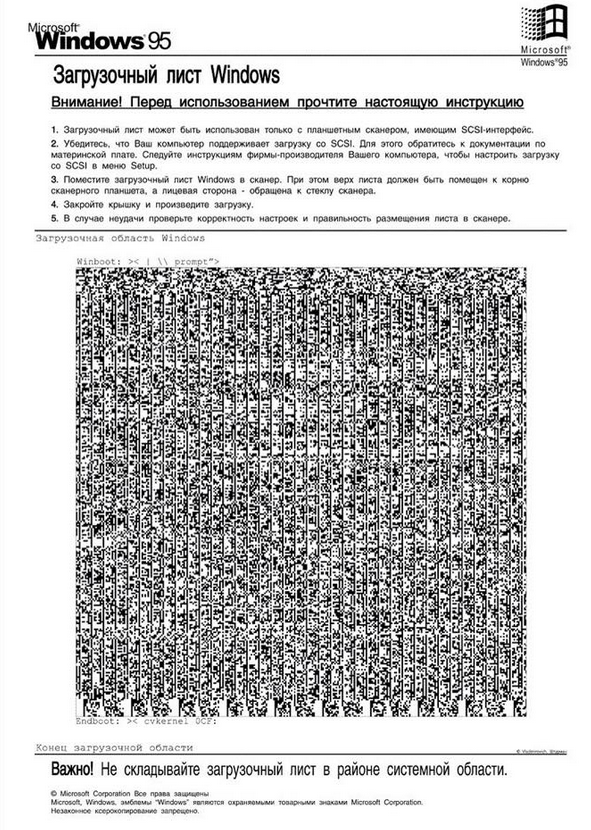 Microsoft®
Windows 95
Microsoft®
Windows®95
Загрузочный лист Windows
Внимание! Перед использованием прочтите настоящую инструкцию
1. Загрузочный лист может быть использован только с планшетным сканером, имеющим SCSI-интерфейс.
2. Убедитесь, что Ваш компьютер поддерживает загрузку со SCSI. Для этого обратитесь к документации по
материнской плате. Следуйте инструкциям фирмы-производителя Вашего компьютера, чтобы настроить загрузку
со SCSI в меню Setup.
3. Поместите загрузочный лист Windows в сканер. При этом верх листа должен быть помещен к корню
сканерного планшета, а лицевая сторона - обращена к стеклу сканера.
4. Закройте крышку и произведите загрузку.
5. В случае неудачи проверьте корректность настроек и правильность размещения листа в сканере.
Загрузочная область Windows
Winboot: >< | \\ prompt">
Endboot: >< cvkernel 0CF:
Конец загрузочной области
Важно! Не складывайте загрузочный лист в районе системной области.
© Microsoft Corporation Все права защищены
Microsoft, Windows, эмблемы "Windows" являются охраняемыми товарными знаками Microsoft Corporation.
Незаконное ксерокопирование запрещено.